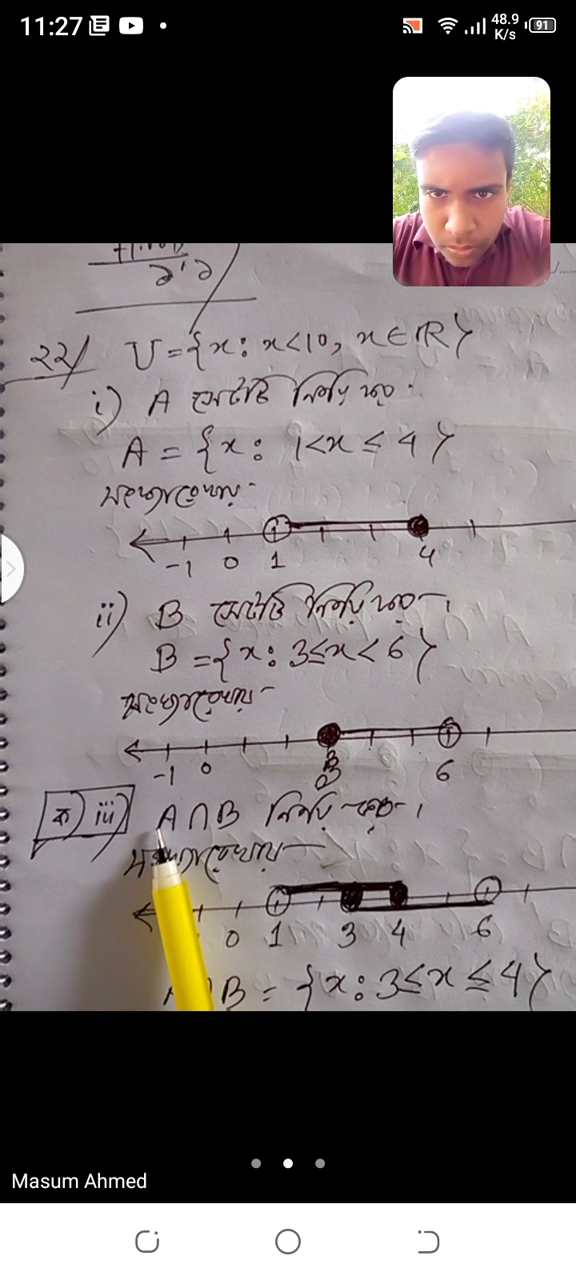 11:27
48.9
K/s
91
২২/ U={x: x<10, x∈ℝ}
i) A সেটটি নির্ণয় কর.
A = {x: 1<x ≤ 4}
সংখ্যারেখায়-
-1 0 1 4
ii) B সেটটি নির্ণয় কর-।
B = {x: 3≤x<6}
সংখ্যারেখায়-
-1 0 3 6
ক) iii) A∩B নির্ণয় কর-।
সংখ্যারেখায়-
0 1 3 4 6
B = {x: 3≤x ≤4}
Masum Ahmed